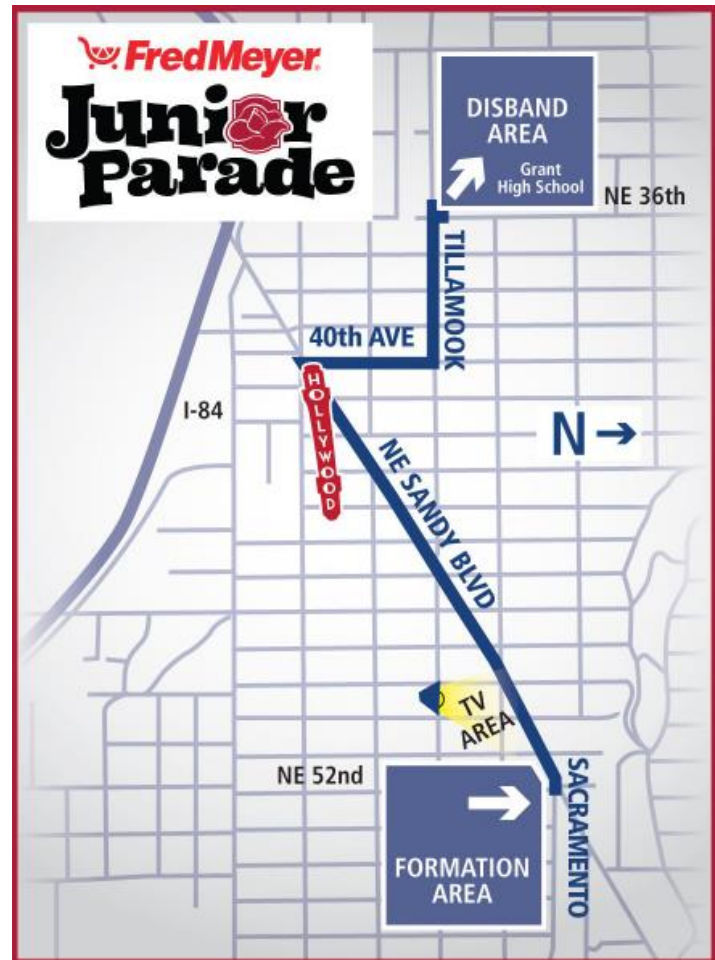 FredMeyer
Junior
Parade
DISBAND
AREA
Grant
High School
NE 36th
TILLAMOOK
40th AVE
HOLLYWOOD
I-84
N
NE SANDY BLVD
TV
AREA
NE 52nd
SACRAMENTO
FORMATION
AREA